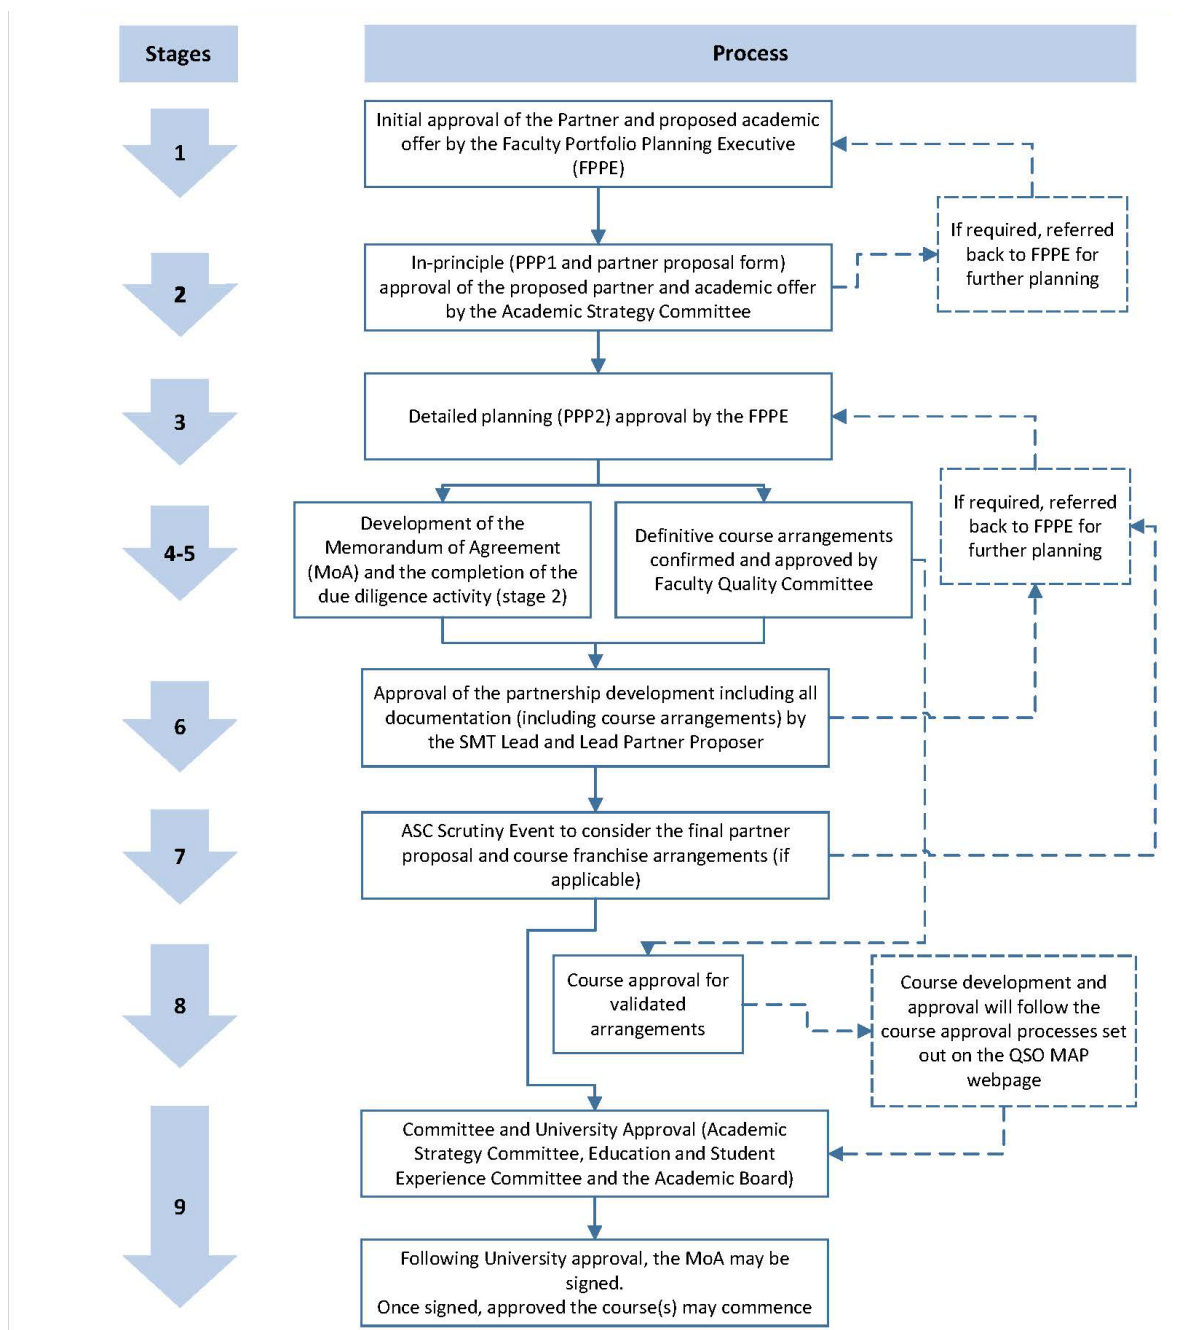 Stages
Process
1
Initial approval of the Partner and proposed academic
offer by the Faculty Portfolio Planning Executive
(FPPE)
If required, referred
back to FPPE for
further planning
2
In-principle (PPP1 and partner proposal form)
approval of the proposed partner and academic offer
by the Academic Strategy Committee
3
Detailed planning (PPP2) approval by the FPPE
If required, referred
back to FPPE for
further planning
4-5
Development of the
Memorandum of Agreement
(MoA) and the completion of the
due diligence activity (stage 2)
Definitive course arrangements
confirmed and approved by
Faculty Quality Committee
6
Approval of the partnership development including all
documentation (including course arrangements) by
the SMT Lead and Lead Partner Proposer
7
ASC Scrutiny Event to consider the final partner
proposal and course franchise arrangements (if
applicable)
8
Course approval for
validated
arrangements
Course development and
approval will follow the
course approval processes set
out on the QSO MAP
webpage
9
Committee and University Approval (Academic
Strategy Committee, Education and Student
Experience Committee and the Academic Board)
Following University approval, the MoA may be
signed.
Once signed, approved the course(s) may commence